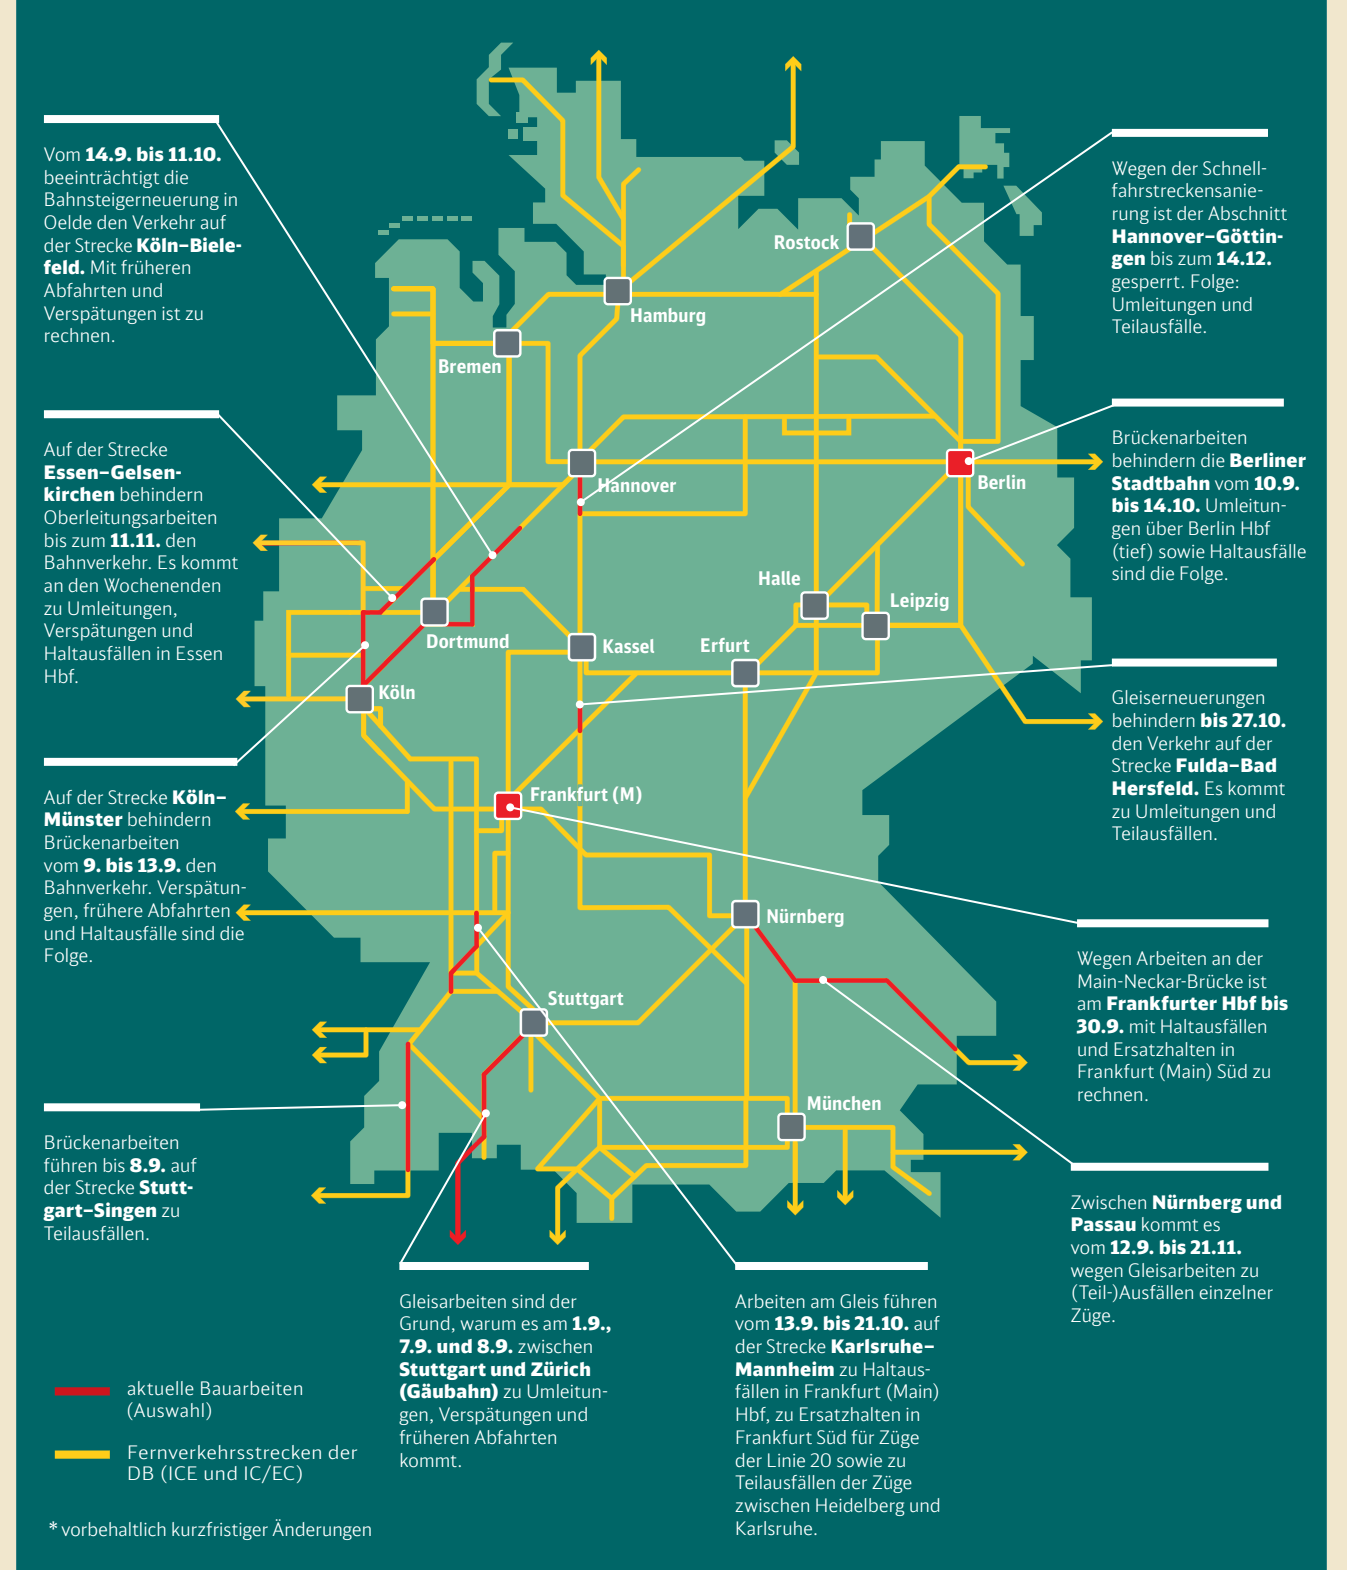 Vom 14.9. bis 11.10.
beeinträchtigt die
Bahnsteigerneuerung in
Oelde den Verkehr auf
der Strecke Köln–Biele-
feld. Mit früheren
Abfahrten und
Verspätungen ist zu
rechnen.
Auf der Strecke
Essen–Gelsen-
kirchen behindern
Oberleitungsarbeiten
bis zum 11.11. den
Bahnverkehr. Es kommt
an den Wochenenden
zu Umleitungen,
Verspätungen und
Haltausfällen in Essen
Hbf.
Auf der Strecke Köln–
Münster behindern
Brückenarbeiten
vom 9. bis 13.9. den
Bahnverkehr. Verspätun-
gen, frühere Abfahrten
und Haltausfälle sind die
Folge.
Brückenarbeiten
führen bis 8.9. auf
der Strecke Stutt-
gart–Singen zu
Teilausfällen.
Rostock
Hamburg
Bremen
Hannover
Berlin
Halle
Leipzig
Dortmund
Kassel
Erfurt
Köln
Frankfurt (M)
Nürnberg
Stuttgart
München
Wegen der Schnell-
fahrstreckensanie-
rung ist der Abschnitt
Hannover–Göttin-
gen bis zum 14.12.
gesperrt. Folge:
Umleitungen und
Teilausfälle.
Brückenarbeiten
behindern die Berliner
Stadtbahn vom 10.9.
bis 14.10. Umleitun-
gen über Berlin Hbf
(tief) sowie Haltausfälle
sind die Folge.
Gleiserneuerungen
behindern bis 27.10.
den Verkehr auf der
Strecke Fulda–Bad
Hersfeld. Es kommt
zu Umleitungen und
Teilausfällen.
Wegen Arbeiten an der
Main-Neckar-Brücke ist
am Frankfurter Hbf bis
30.9. mit Haltausfällen
und Ersatzhalten in
Frankfurt (Main) Süd zu
rechnen.
Zwischen Nürnberg und
Passau kommt es
vom 12.9. bis 21.11.
wegen Gleisarbeiten zu
(Teil-)Ausfällen einzelner
Züge.
Gleisarbeiten sind der
Grund, warum es am 1.9.,
7.9. und 8.9. zwischen
Stuttgart und Zürich
(Gäubahn) zu Umleitun-
gen, Verspätungen und
früheren Abfahrten
kommt.
Arbeiten am Gleis führen
vom 13.9. bis 21.10. auf
der Strecke Karlsruhe–
Mannheim zu Haltaus-
fällen in Frankfurt (Main)
Hbf, zu Ersatzhalten in
Frankfurt Süd für Züge
der Linie 20 sowie zu
Teilausfällen der Züge
zwischen Heidelberg und
Karlsruhe.
aktuelle Bauarbeiten
(Auswahl)
Fernverkehrsstrecken der
DB (ICE und IC/EC)
* vorbehaltlich kurzfristiger Änderungen